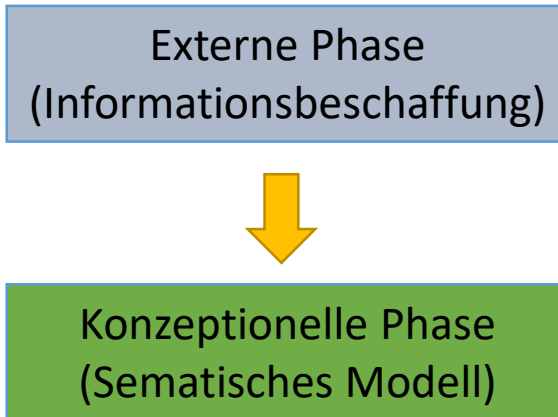 Externe Phase
(Informationsbeschaffung)
Konzeptionelle Phase
(Sematisches Modell)